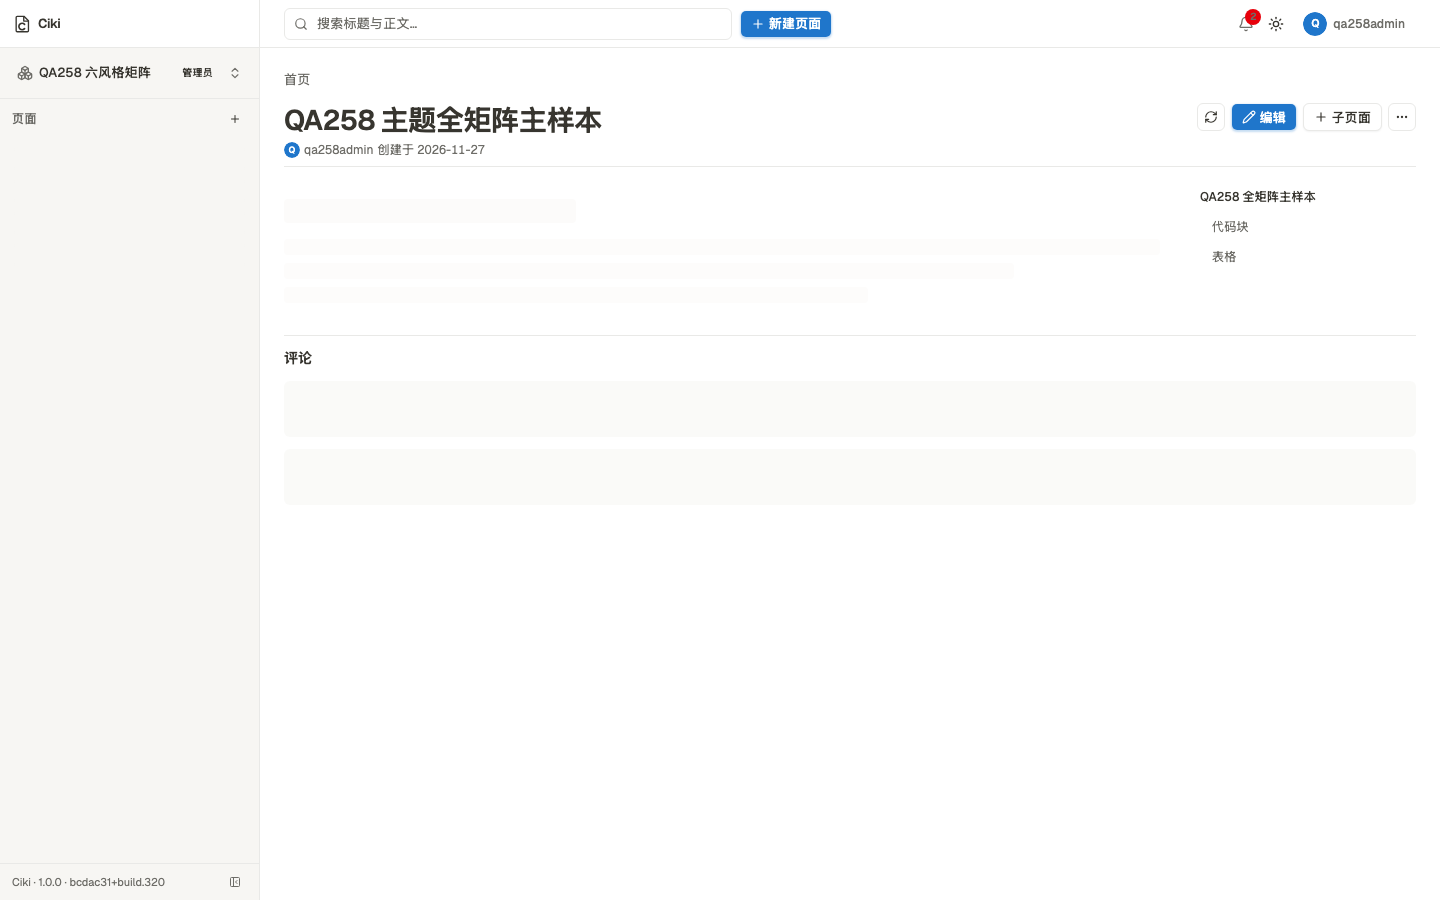 Ciki
搜索标题与正文...
新建页面
2
qa258admin
QA258 六风格矩阵
管理员
页面
首页
QA258 主题全矩阵主样本
编辑
子页面
Q qa258admin 创建于 2026-11-27
QA258 全矩阵主样本
代码块
表格
评论
Ciki · 1.0.0 · bcdac31+build.320